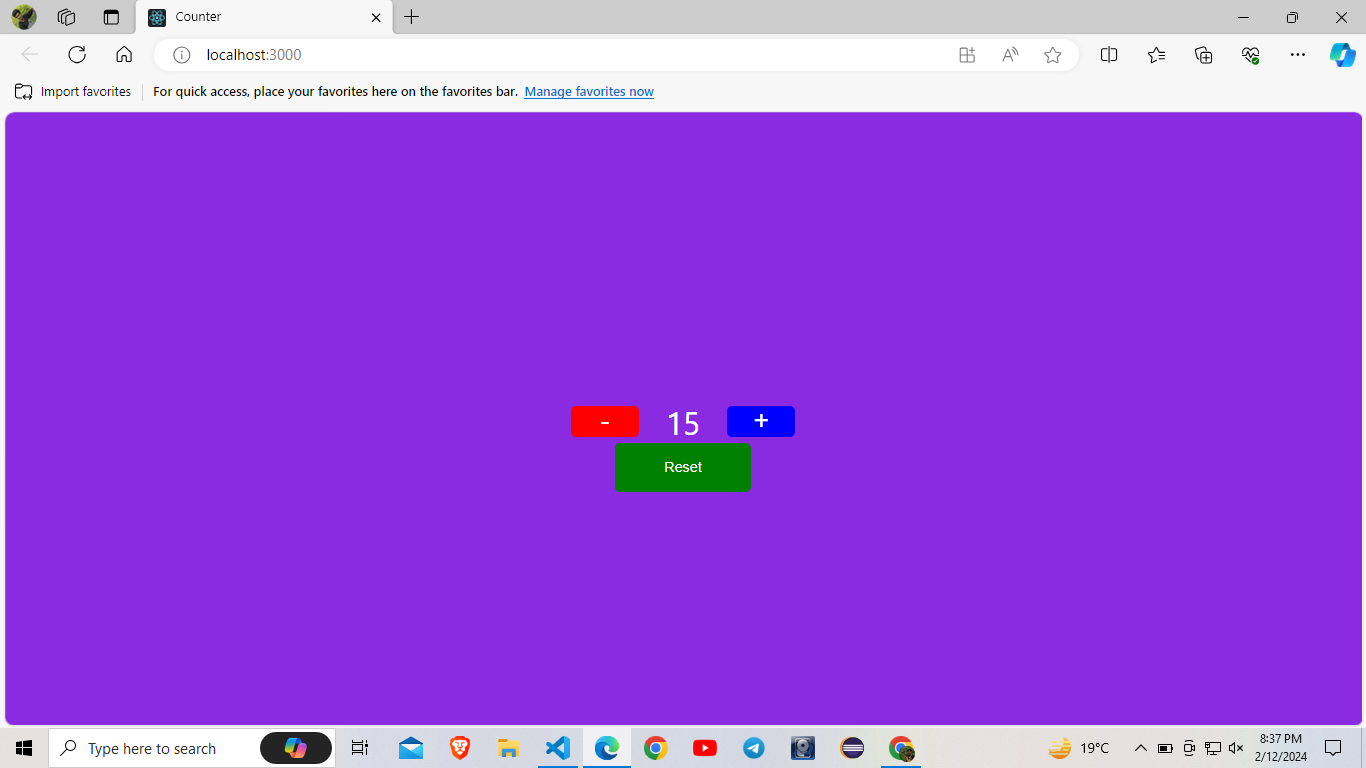 Counter
localhost:3000
Import favorites For quick access, place your favorites here on the favorites bar. Manage favorites now
- 15 +
Reset
Type here to search
19°C
8:37 PM
2/12/2024